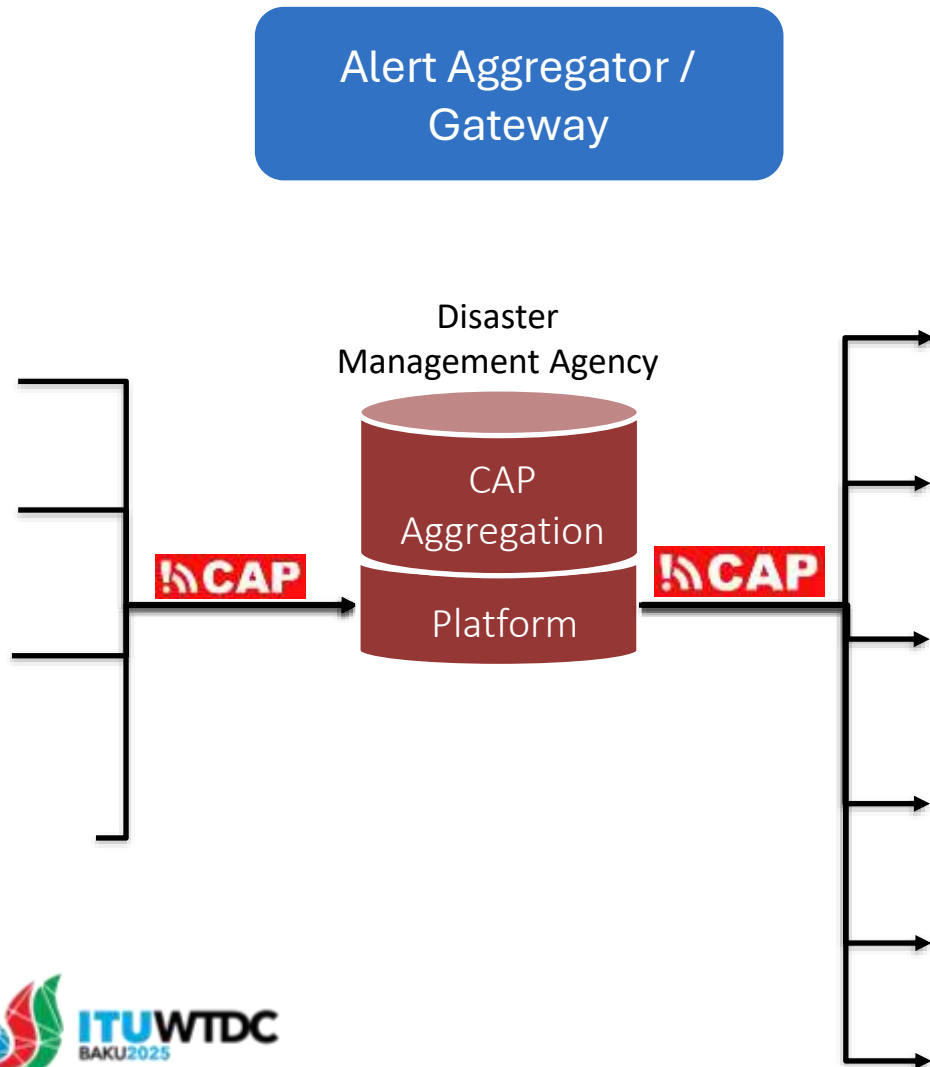 Alert Aggregator /
Gateway
Disaster
Management Agency
CAP
Aggregation
Platform
CAP
CAP
ITUWTDC
BAKU2025